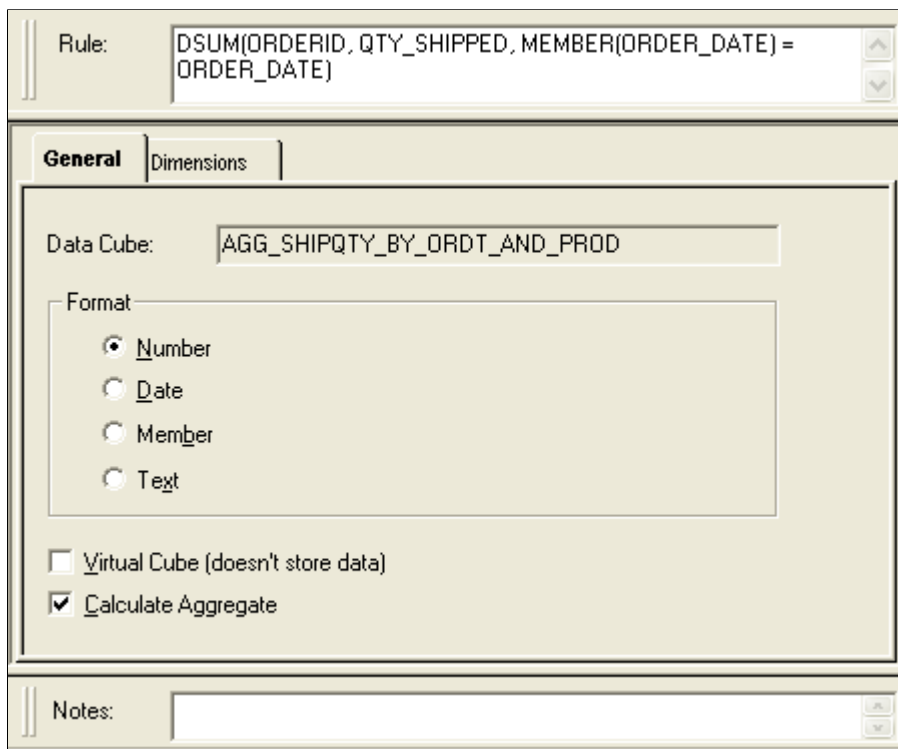 Rule:
DSUM(ORDERID, QTY_SHIPPED, MEMBER(ORDER_DATE) =
ORDER_DATE)
General
Dimensions
Data Cube:
AGG_SHIPQTY_BY_ORDT_AND_PROD
Format
Number
Date
Member
Text
Virtual Cube (doesn't store data)
Calculate Aggregate
Notes: